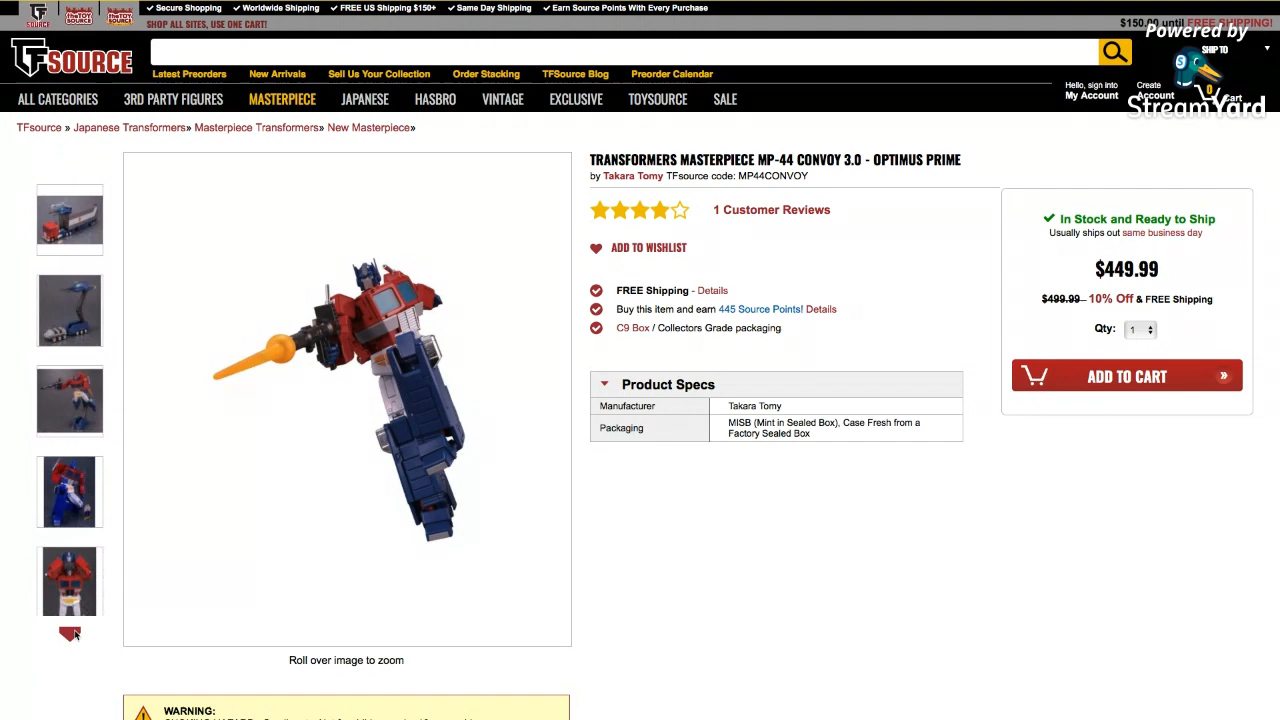 ✓ Secure Shopping ✓ Worldwide Shipping ✓ FREE US Shipping $150+ ✓ Same Day Shipping ✓ Earn Source Points With Every Purchase
SHOP ALL SITES, USE ONE CART!
$150.00 until FREE SHIPPING!
Powered by
StreamYard
TF SOURCE
SHIP TO
Latest Preorders New Arrivals Sell Us Your Collection Order Stacking TFSource Blog Preorder Calendar
Hello, sign into
My Account
Create
Account
0
Cart
ALL CATEGORIES 3RD PARTY FIGURES MASTERPIECE JAPANESE HASBRO VINTAGE EXCLUSIVE TOYSOURCE SALE
TFsource » Japanese Transformers» Masterpiece Transformers» New Masterpiece»
TRANSFORMERS MASTERPIECE MP-44 CONVOY 3.0 - OPTIMUS PRIME
by Takara Tomy TFsource code: MP44CONVOY
1 Customer Reviews
ADD TO WISHLIST
FREE Shipping - Details
Buy this item and earn 445 Source Points! Details
C9 Box / Collectors Grade packaging
Product Specs
Manufacturer Takara Tomy
Packaging MISB (Mint in Sealed Box), Case Fresh from a
Factory Sealed Box
In Stock and Ready to Ship
Usually ships out same business day
$449.99
$499.99 10% Off & FREE Shipping
Qty: 1
ADD TO CART »
Roll over image to zoom
WARNING: